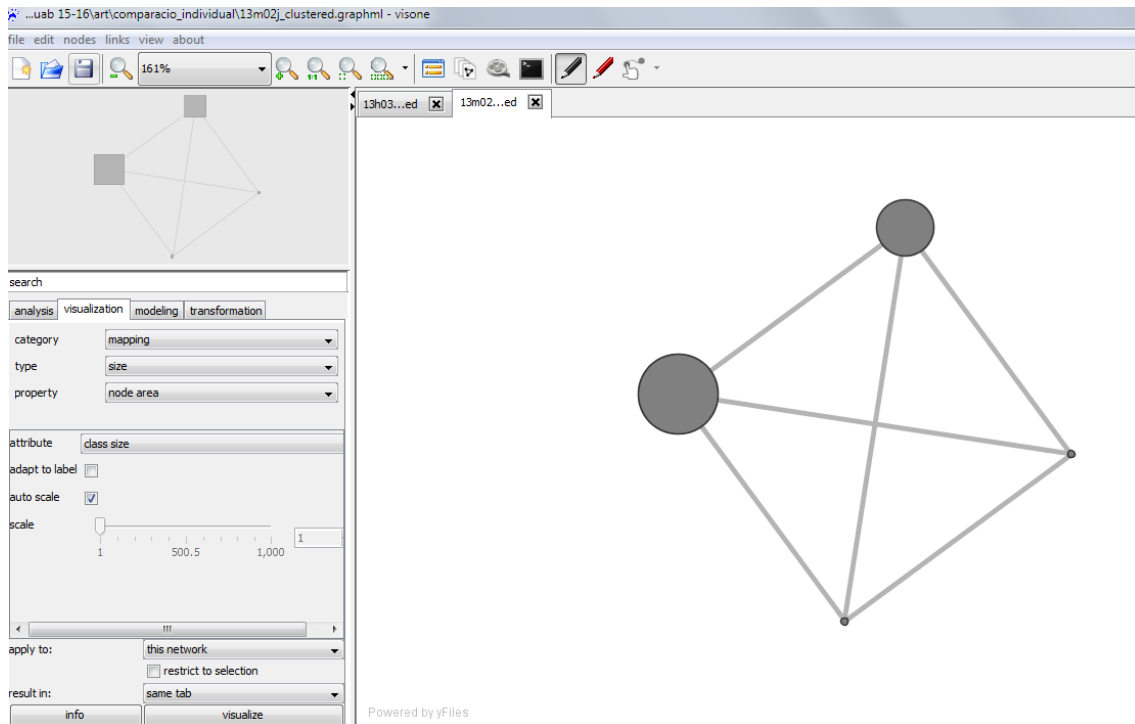 ...uab 15-16\art\comparacio_individual\13m02j_clustered.graphml - visone
file edit nodes links view about
161%
1:1
13h03...ed
13m02...ed
search
analysis visualization modeling transformation
category mapping
type size
property node area
attribute class size
adapt to label
auto scale
scale
1
1 500.5 1,000
apply to: this network
restrict to selection
result in: same tab
info visualize
Powered by yFiles